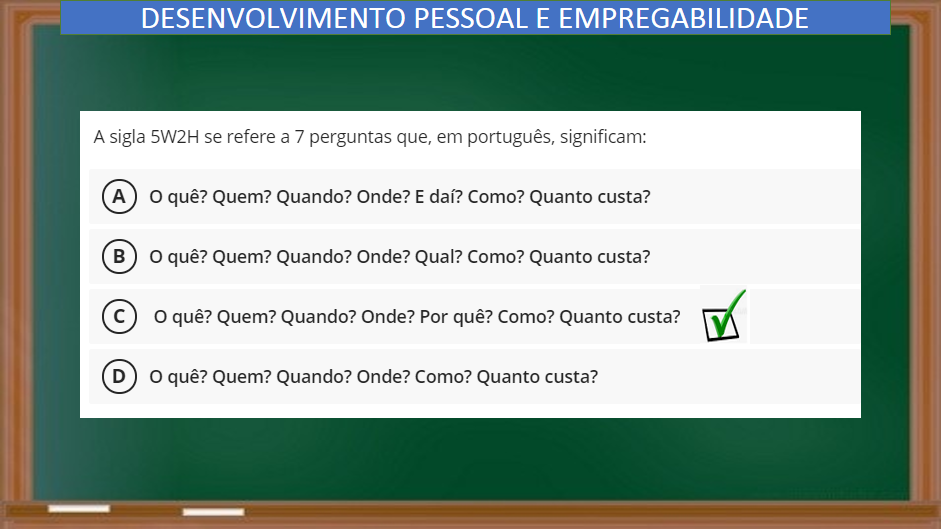 DESENVOLVIMENTO PESSOAL E EMPREGABILIDADE
A sigla 5W2H se refere a 7 perguntas que, em português, significam:
A O quê? Quem? Quando? Onde? E daí? Como? Quanto custa?
B O quê? Quem? Quando? Onde? Qual? Como? Quanto custa?
C O quê? Quem? Quando? Onde? Por quê? Como? Quanto custa?
D O quê? Quem? Quando? Onde? Como? Quanto custa?